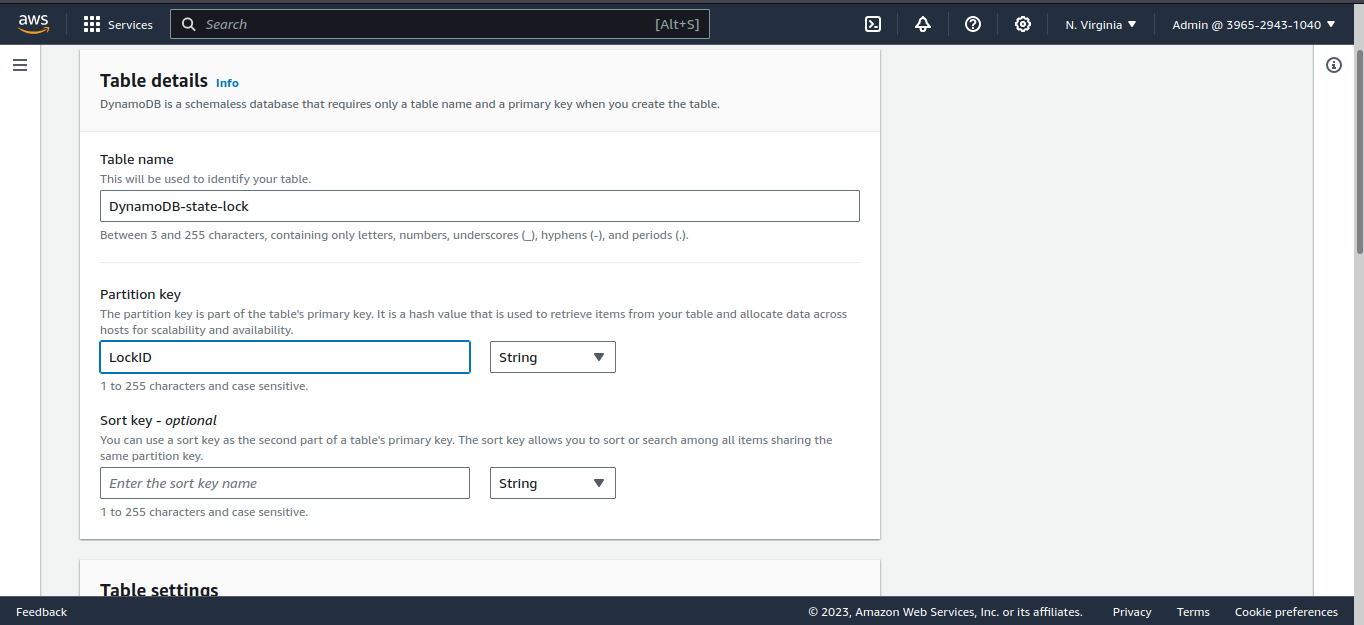 aws Services Search [Alt+S] N. Virginia Admin @ 3965-2943-1040
Table details Info
DynamoDB is a schemaless database that requires only a table name and a primary key when you create the table.
Table name
This will be used to identify your table.
DynamoDB-state-lock
Between 3 and 255 characters, containing only letters, numbers, underscores (_), hyphens (-), and periods (.).
Partition key
The partition key is part of the table's primary key. It is a hash value that is used to retrieve items from your table and allocate data across
hosts for scalability and availability.
LockID String
1 to 255 characters and case sensitive.
Sort key - optional
You can use a sort key as the second part of a table's primary key. The sort key allows you to sort or search among all items sharing the
same partition key.
Enter the sort key name String
1 to 255 characters and case sensitive.
Table settings
Feedback © 2023, Amazon Web Services, Inc. or its affiliates. Privacy Terms Cookie preferences